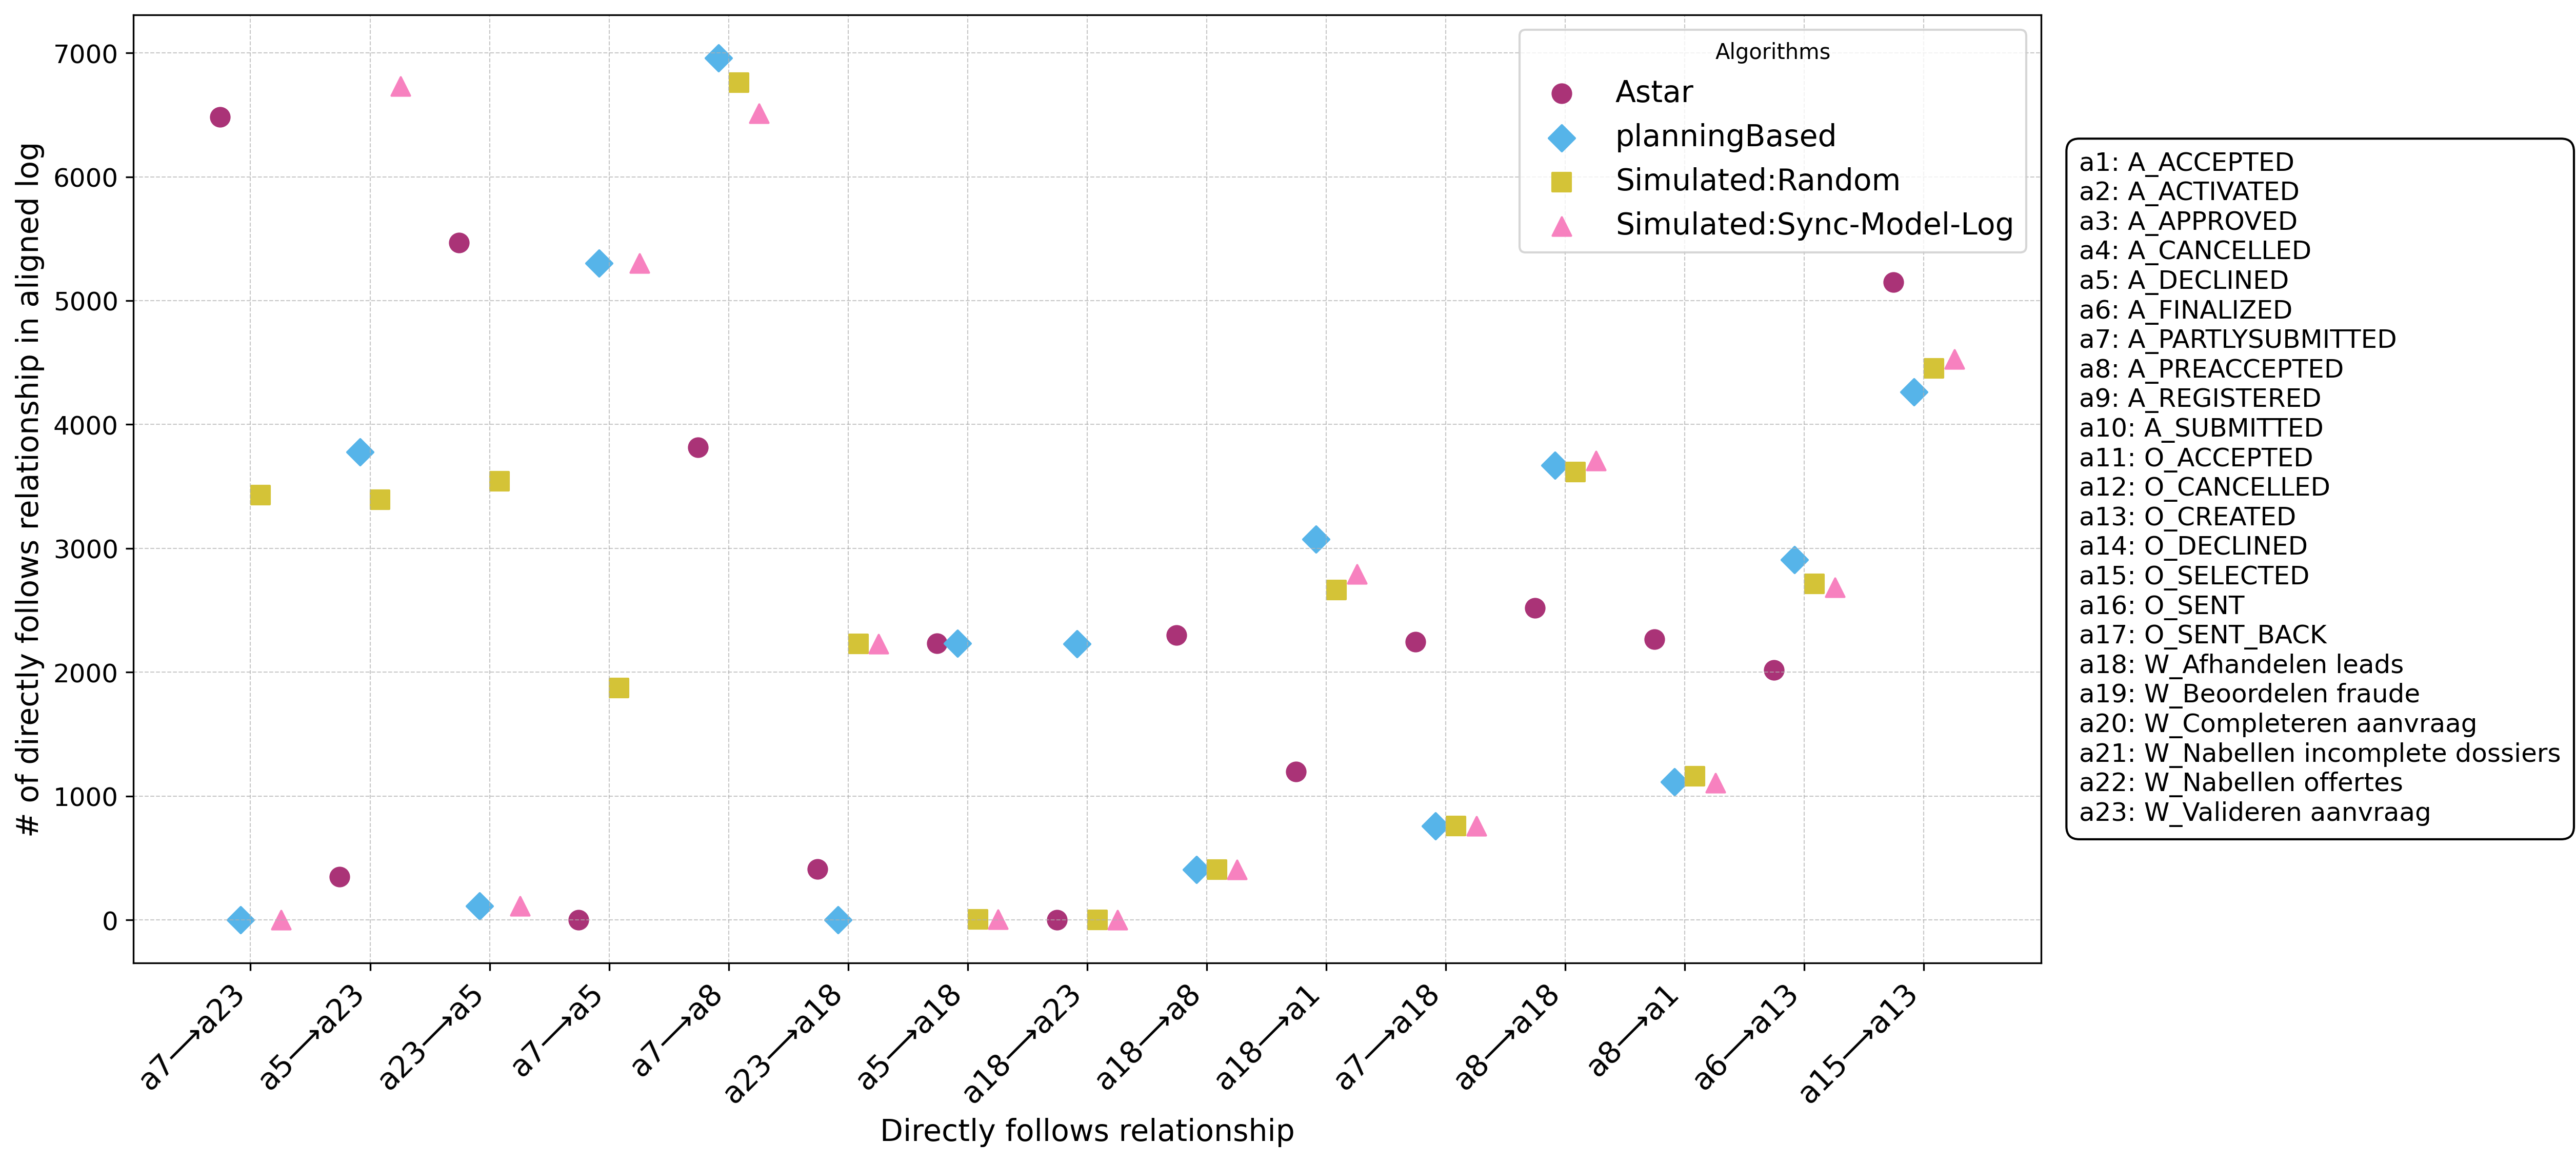 # of directly follows relationship in aligned log
7000
6000
5000
4000
3000
2000
1000
0
Algorithms
Astar
planningBased
Simulated:Random
Simulated:Sync-Model-Log
a1: A_ACCEPTED
a2: A_ACTIVATED
a3: A_APPROVED
a4: A_CANCELLED
a5: A_DECLINED
a6: A_FINALIZED
a7: A_PARTLYSUBMITTED
a8: A_PREACCEPTED
a9: A_REGISTERED
a10: A_SUBMITTED
a11: O_ACCEPTED
a12: O_CANCELLED
a13: O_CREATED
a14: O_DECLINED
a15: O_SELECTED
a16: O_SENT
a17: O_SENT_BACK
a18: W_Afhandelen leads
a19: W_Beoordelen fraude
a20: W_Completeren aanvraag
a21: W_Nabellen incomplete dossiers
a22: W_Nabellen offertes
a23: W_Valideren aanvraag
a7⟶a23
a5⟶a23
a23⟶a5
a7⟶a5
a7⟶a8
a23⟶a18
a5⟶a18
a18⟶a23
a18⟶a8
a18⟶a1
a7⟶a18
a8⟶a18
a8⟶a1
a6⟶a13
a15⟶a13
Directly follows relationship